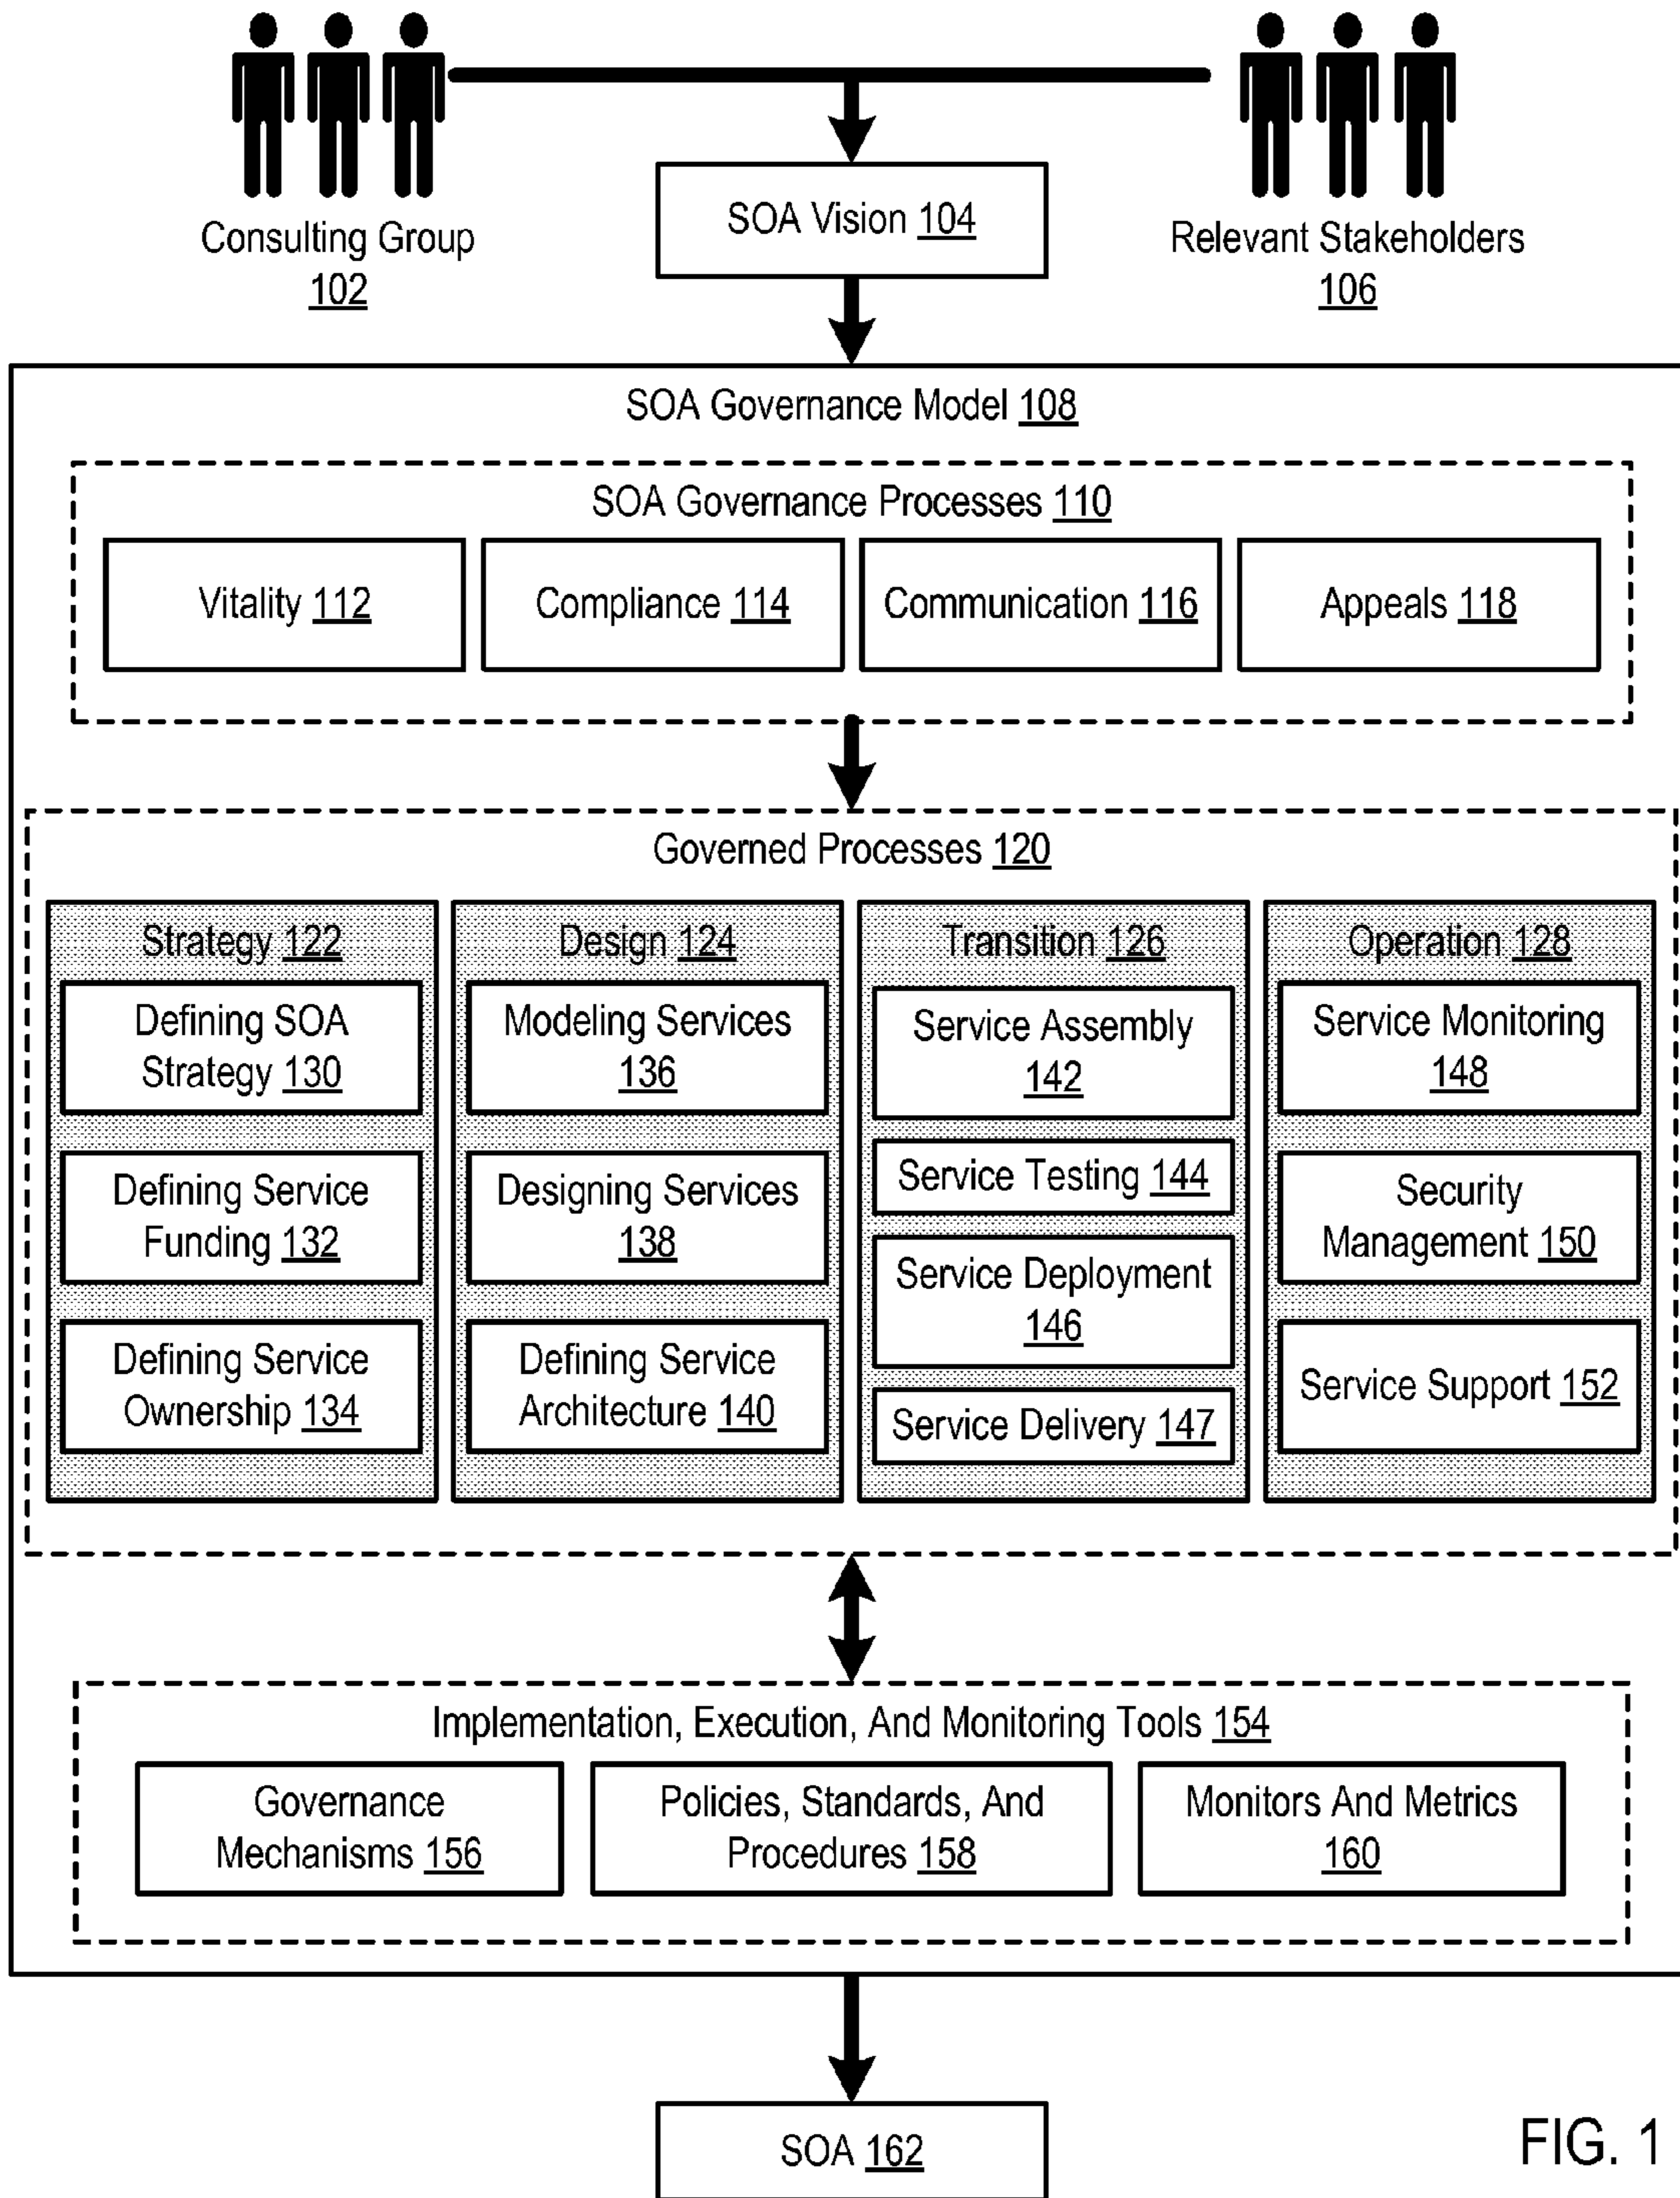 Consulting Group
102
SOA Vision 104
Relevant Stakeholders
106
SOA Governance Model 108
SOA Governance Processes 110
Vitality 112
Compliance 114
Communication 116
Appeals 118
Governed Processes 120
Strategy 122
Defining SOA
Strategy 130
Defining Service
Funding 132
Defining Service
Ownership 134
Design 124
Modeling Services
136
Designing Services
138
Defining Service
Architecture 140
Transition 126
Service Assembly
142
Service Testing 144
Service Deployment
146
Service Delivery 147
Operation 128
Service Monitoring
148
Security
Management 150
Service Support 152
Implementation, Execution, And Monitoring Tools 154
Governance
Mechanisms 156
Policies, Standards, And
Procedures 158
Monitors And Metrics
160
SOA 162
FIG. 1